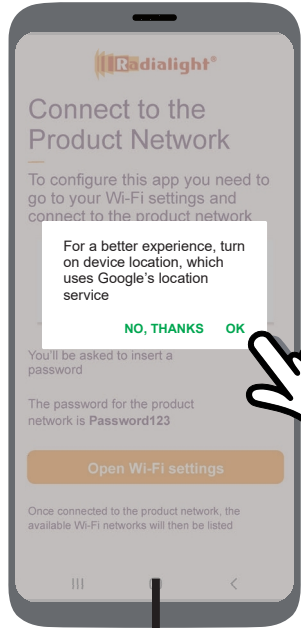 Radialight®
Connect to the
Product Network
To configure this app you need to
go to your Wi-Fi settings and
connect to the product network
For a better experience, turn
on device location, which
uses Google's location
service
NO, THANKS OK
You'll be asked to insert a
password
The password for the product
network is Password123
Open Wi-Fi settings
Once connected to the product network, the
available Wi-Fi networks will then be listed